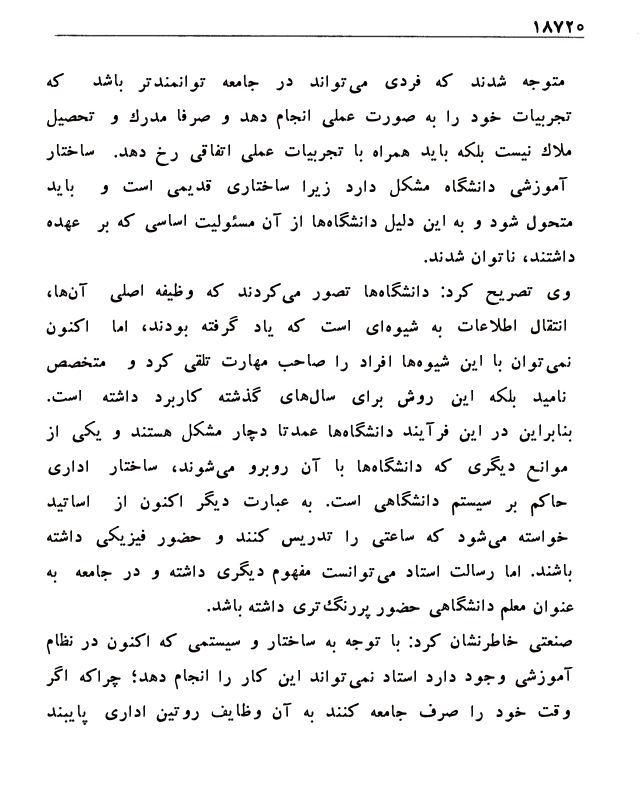 ۱۸۷۲۰
متوجه شدند که فردی می‌تواند در جامعه توانمندتر باشد که
تجربیات خود را به صورت عملی انجام دهد و صرفا مدرك و تحصیل
ملاك نیست بلکه باید همراه با تجربیات عملی اتفاقی رخ دهد. ساختار
آموزشی دانشگاه مشکل دارد زیرا ساختاری قدیمی است و باید
متحول شود و به این دلیل دانشگاه‌ها از آن مسئولیت اساسی که بر عهده
داشتند، ناتوان شدند.
وی تصریح کرد: دانشگاه‌ها تصور می‌کردند که وظیفه اصلی آن‌ها،
انتقال اطلاعات به شیوه‌ای است که یاد گرفته بودند، اما اکنون
نمی‌توان با این شیوه‌ها افراد را صاحب مهارت تلقی کرد و متخصص
نامید بلکه این روش برای سال‌های گذشته کاربرد داشته است.
بنابراین در این فرآیند دانشگاه‌ها عمدتا دچار مشکل هستند و یکی از
موانع دیگری که دانشگاه‌ها با آن روبرو می‌شوند، ساختار اداری
حاکم بر سیستم دانشگاهی است. به عبارت دیگر اکنون از اساتید
خواسته می‌شود که ساعتی را تدریس کنند و حضور فیزیکی داشته
باشند. اما رسالت استاد می‌توانست مفهوم دیگری داشته و در جامعه به
عنوان معلم دانشگاهی حضور پررنگ‌تری داشته باشد.
صنعتی خاطرنشان کرد: با توجه به ساختار و سیستمی که اکنون در نظام
آموزشی وجود دارد استاد نمی‌تواند این کار را انجام دهد؛ چراکه اگر
وقت خود را صرف جامعه کنند به آن وظایف روتین اداری پایبند